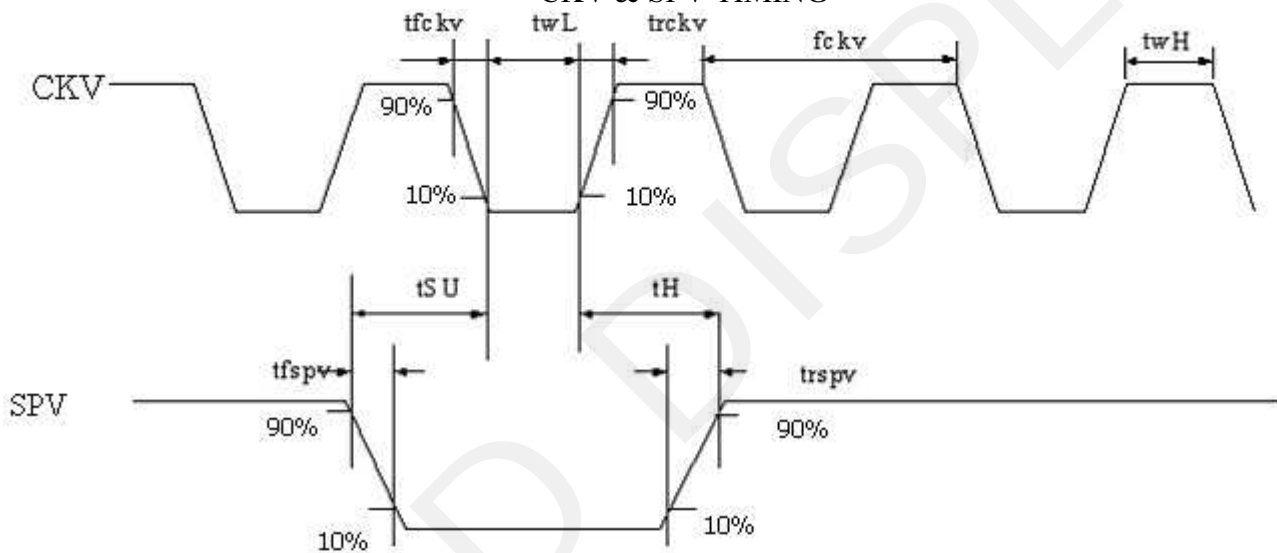 CKV & SPV TIMING
tfckv twL trckv fckv twH
CKV
90% 90%
10% 10%
tSU tH
tfspv trspv
SPV
90% 90%
10% 10%
D DISPL